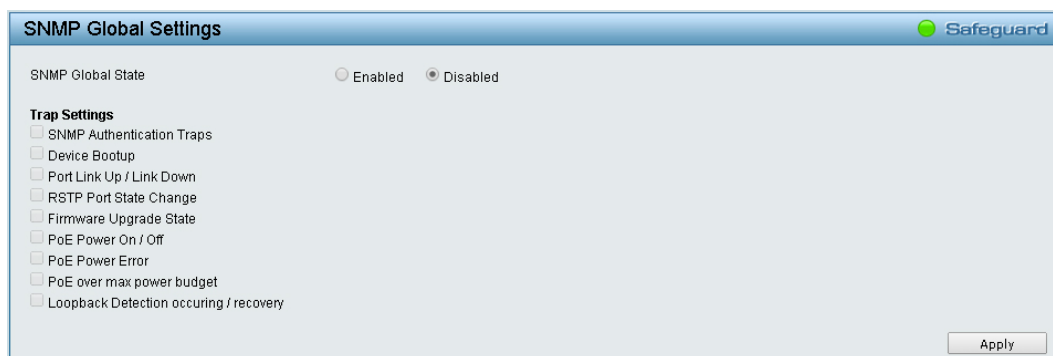 SNMP Global Settings
Safeguard
SNMP Global State Enabled Disabled
Trap Settings
SNMP Authentication Traps
Device Bootup
Port Link Up / Link Down
RSTP Port State Change
Firmware Upgrade State
PoE Power On / Off
PoE Power Error
PoE over max power budget
Loopback Detection occuring / recovery
Apply